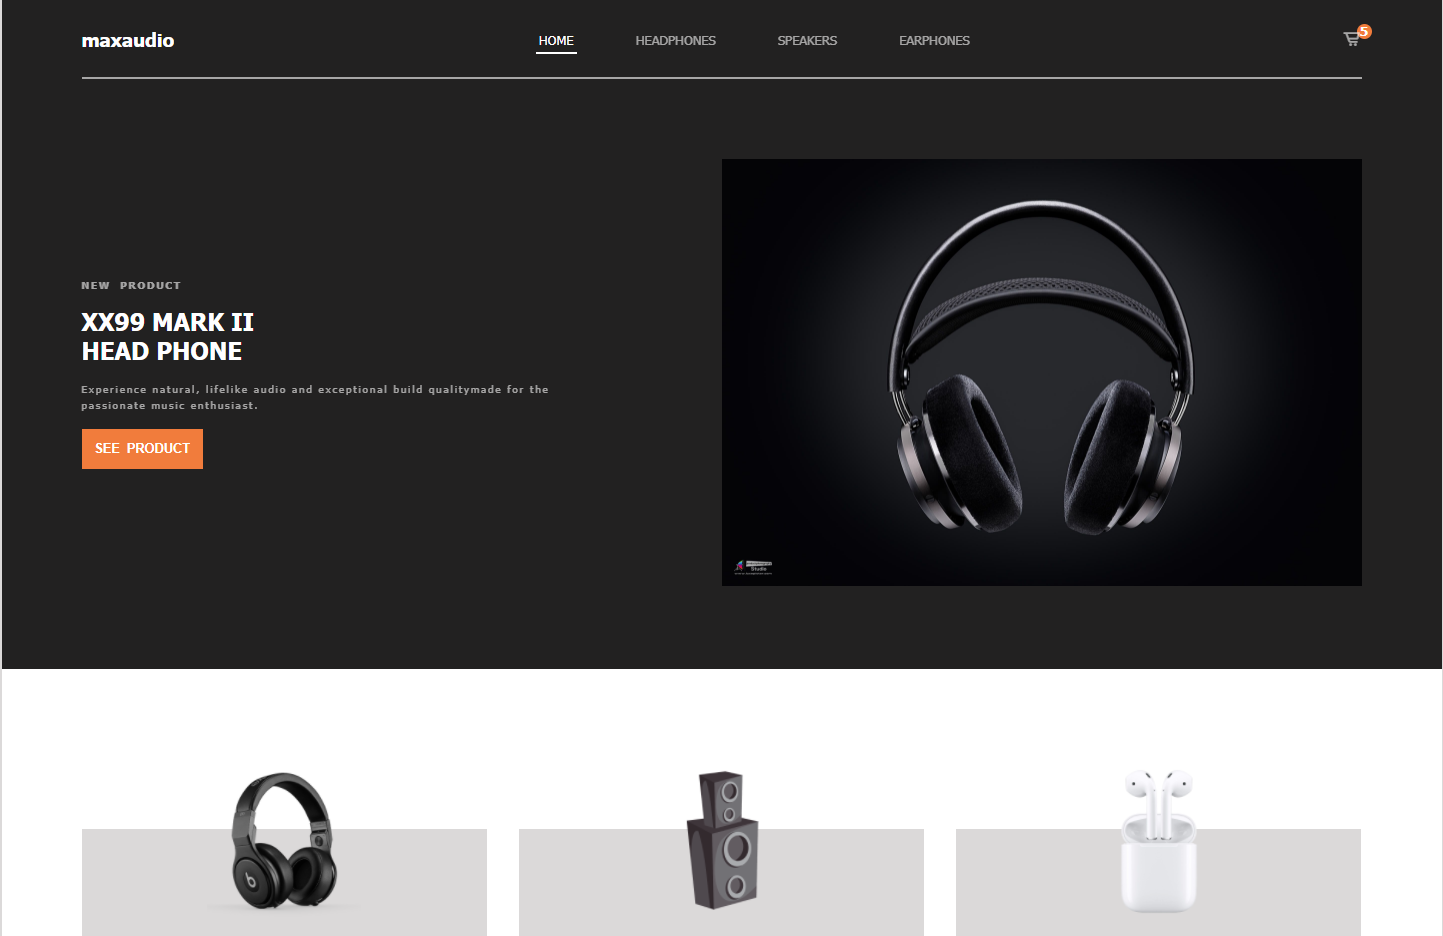 maxaudio
HOME
HEADPHONES
SPEAKERS
EARPHONES
5
NEW PRODUCT
XX99 MARK II
HEAD PHONE
Experience natural, lifelike audio and exceptional build qualitymade for the
passionate music enthusiast.
SEE PRODUCT
Studio